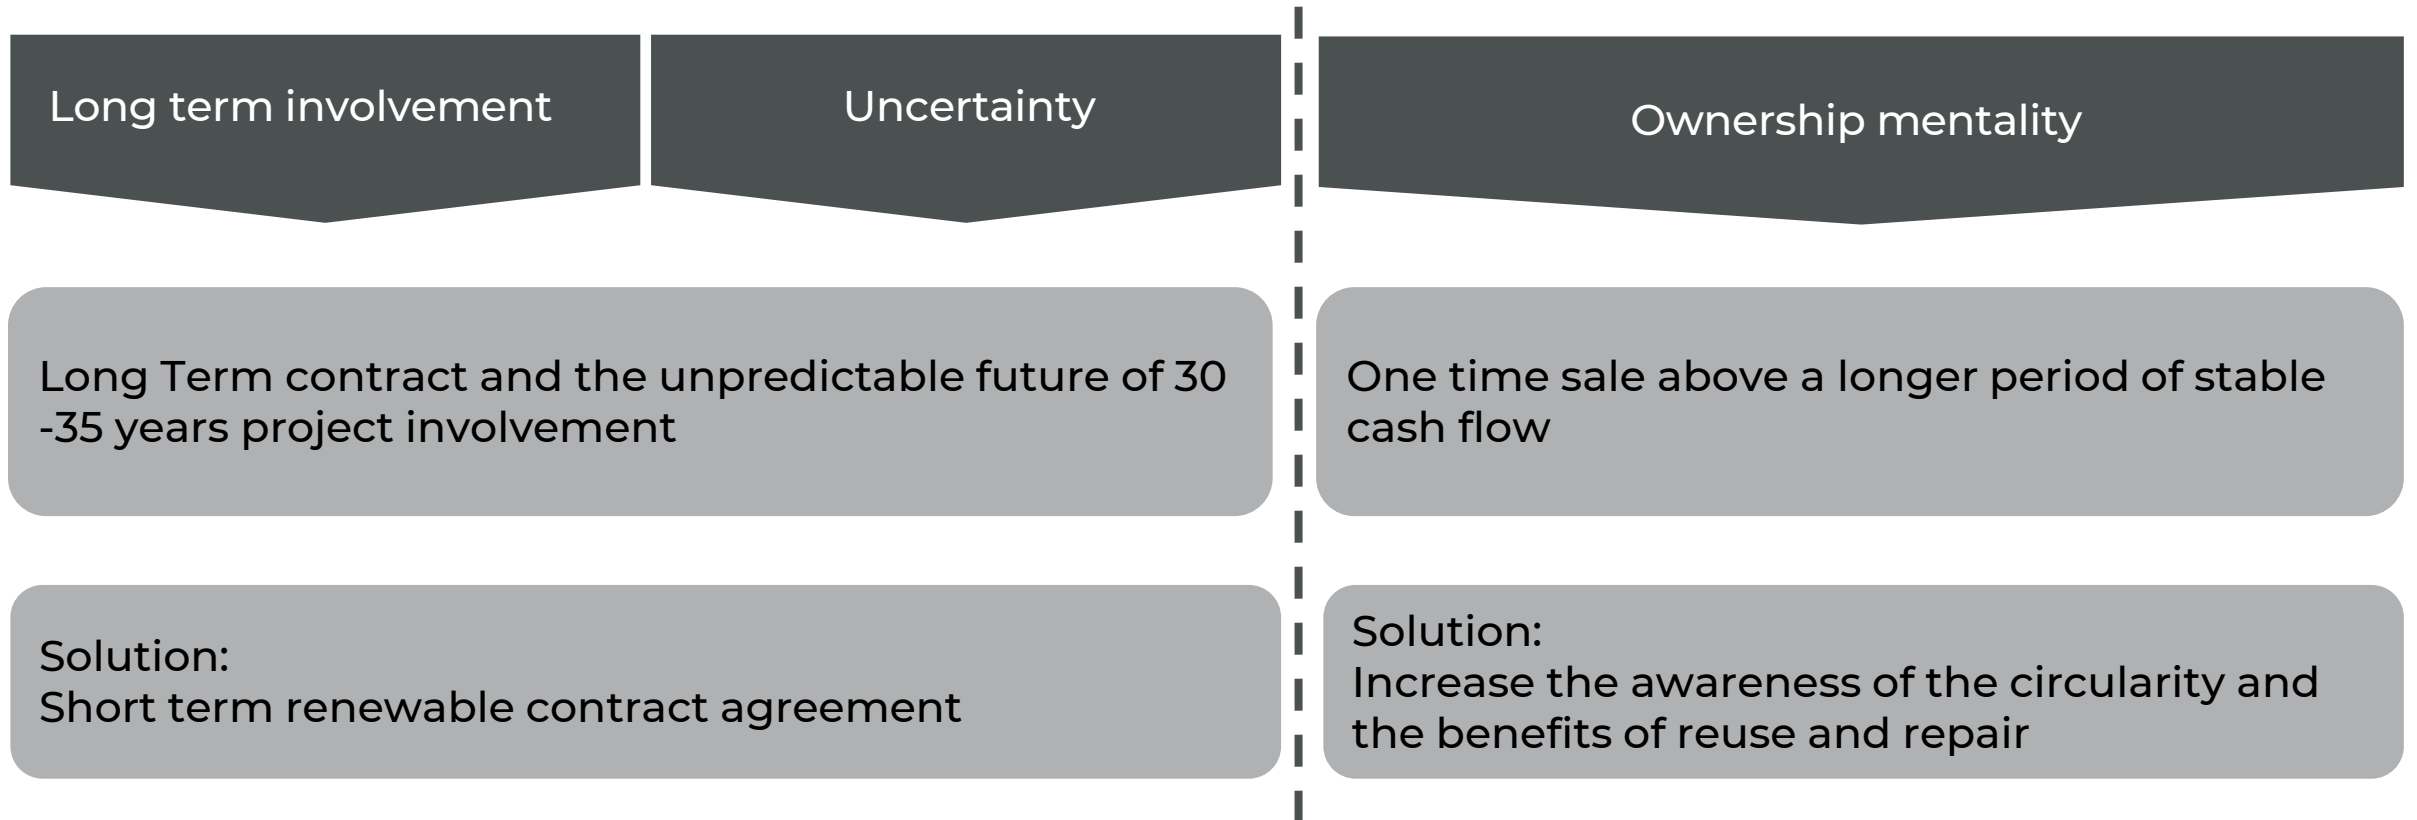 Long term involvement
Uncertainty
Ownership mentality
Long Term contract and the unpredictable future of 30
-35 years project involvement
One time sale above a longer period of stable
cash flow
Solution:
Short term renewable contract agreement
Solution:
Increase the awareness of the circularity and
the benefits of reuse and repair